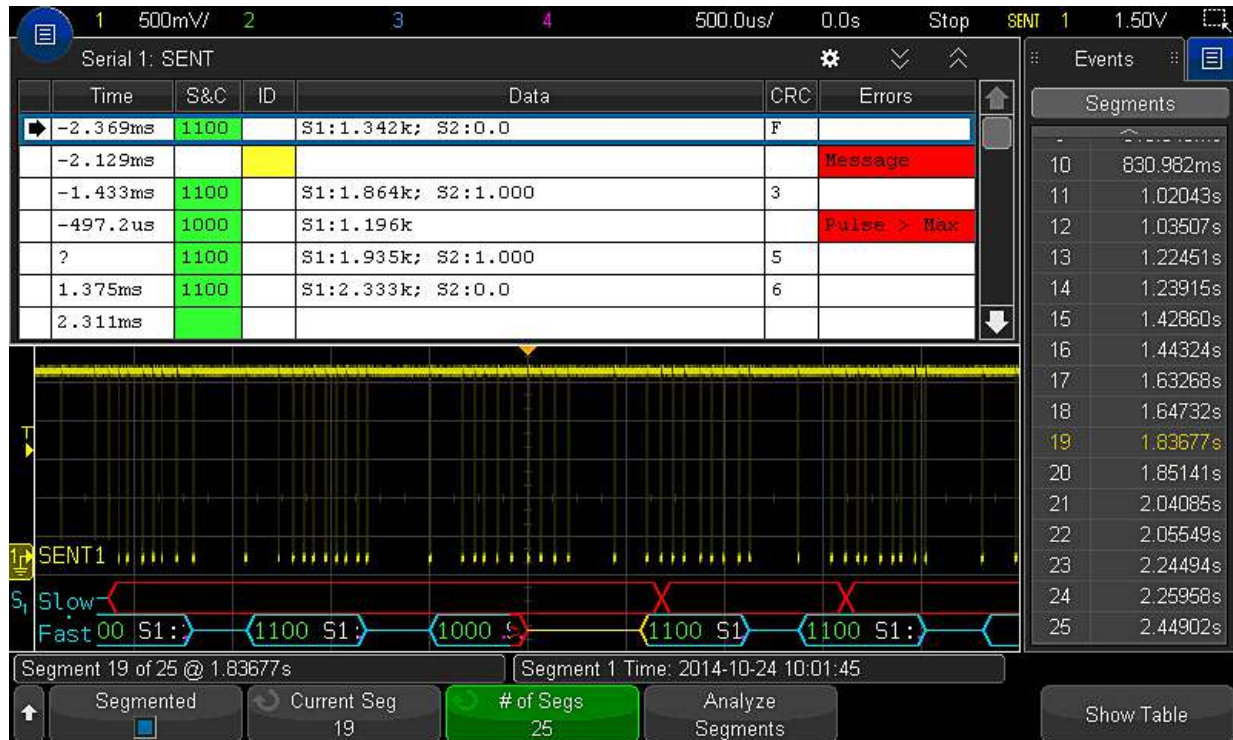 1 500mV/ 2 3 4 500.0us/ 0.0s Stop SENT 1 1.50V
Serial 1: SENT
Time S&C ID Data CRC Errors
-2.369ms 1100 S1:1.342k; S2:0.0 F
-2.129ms Message
-1.433ms 1100 S1:1.864k; S2:1.000 3
-497.2us 1000 S1:1.196k Pulse > Max
? 1100 S1:1.935k; S2:1.000 5
1.375ms 1100 S1:2.333k; S2:0.0 6
2.311ms
Events
Segments
10 830.982ms
11 1.02043s
12 1.03507s
13 1.22451s
14 1.23915s
15 1.42860s
16 1.44324s
17 1.63268s
18 1.64732s
19 1.83677s
20 1.85141s
21 2.04085s
22 2.05549s
23 2.24494s
24 2.25958s
25 2.44902s
T
1 SENT1
S1 Slow
Fast 00 S1: 1100 S1: 1000 1100 S1 1100 S1:
Segment 19 of 25 @ 1.83677s
Segment 1 Time: 2014-10-24 10:01:45
Segmented
Current Seg
19
# of Segs
25
Analyze
Segments
Show Table